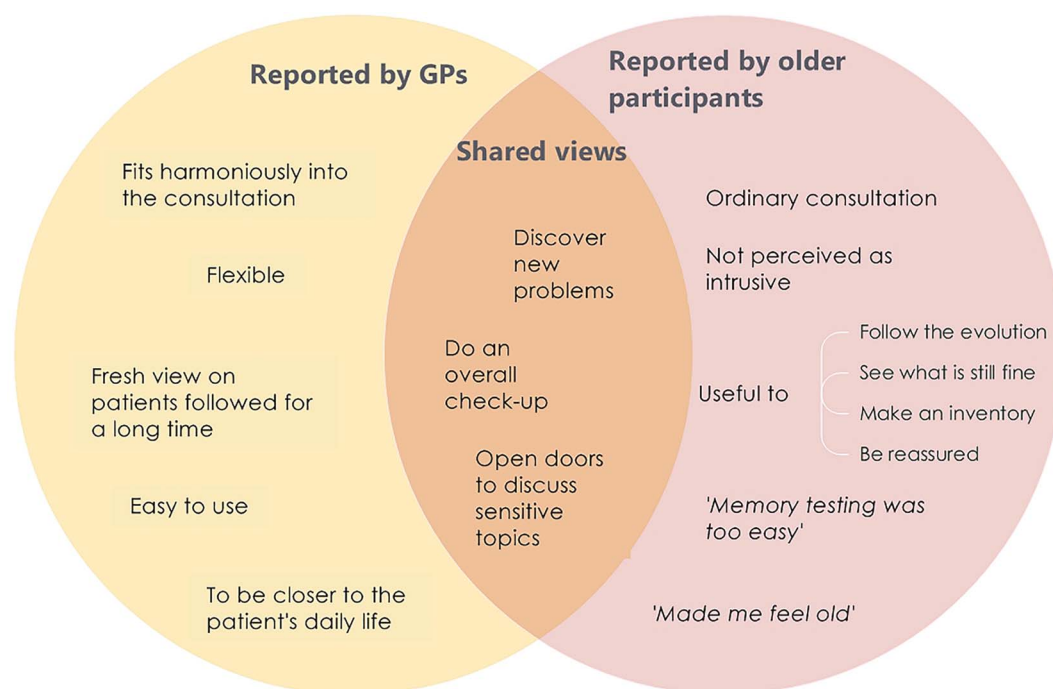 Reported by GPs
Fits harmoniously into
the consultation
Flexible
Fresh view on
patients followed for
a long time
Easy to use
To be closer to the
patient's daily life
Shared views
Discover
new
problems
Do an
overall
check-up
Open doors
to discuss
sensitive
topics
Reported by older
participants
Ordinary consultation
Not perceived as
intrusive
Useful to
Follow the evolution
See what is still fine
Make an inventory
Be reassured
'Memory testing was
too easy'
'Made me feel old'